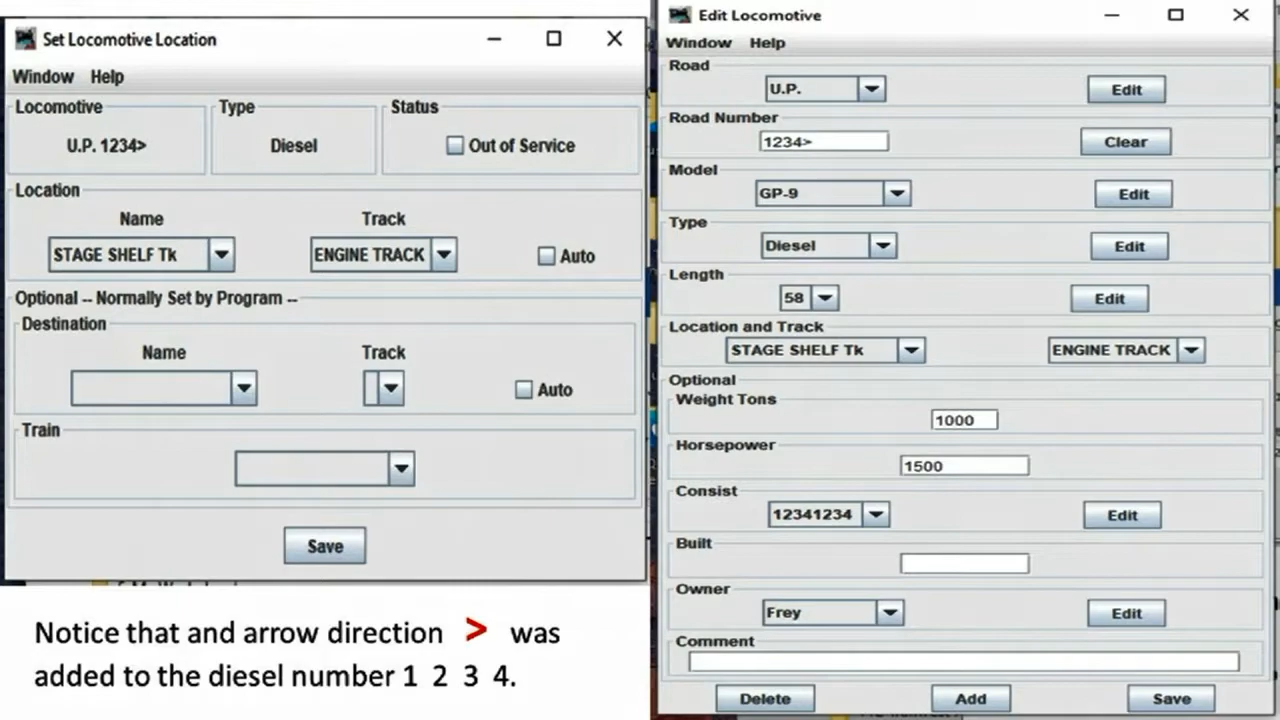 Set Locomotive Location
Window Help
Locomotive Type Status
U.P. 1234> Diesel Out of Service
Location
Name Track
STAGE SHELF Tk ENGINE TRACK Auto
Optional -- Normally Set by Program --
Destination
Name Track
Auto
Train
Save
Notice that and arrow direction > was
added to the diesel number 1 2 3 4.
Edit Locomotive
Window Help
Road
U.P. Edit
Road Number
1234> Clear
Model
GP-9 Edit
Type
Diesel Edit
Length
58 Edit
Location and Track
STAGE SHELF Tk ENGINE TRACK
Optional
Weight Tons
1000
Horsepower
1500
Consist
12341234 Edit
Built
Owner
Frey Edit
Comment
Delete Add Save